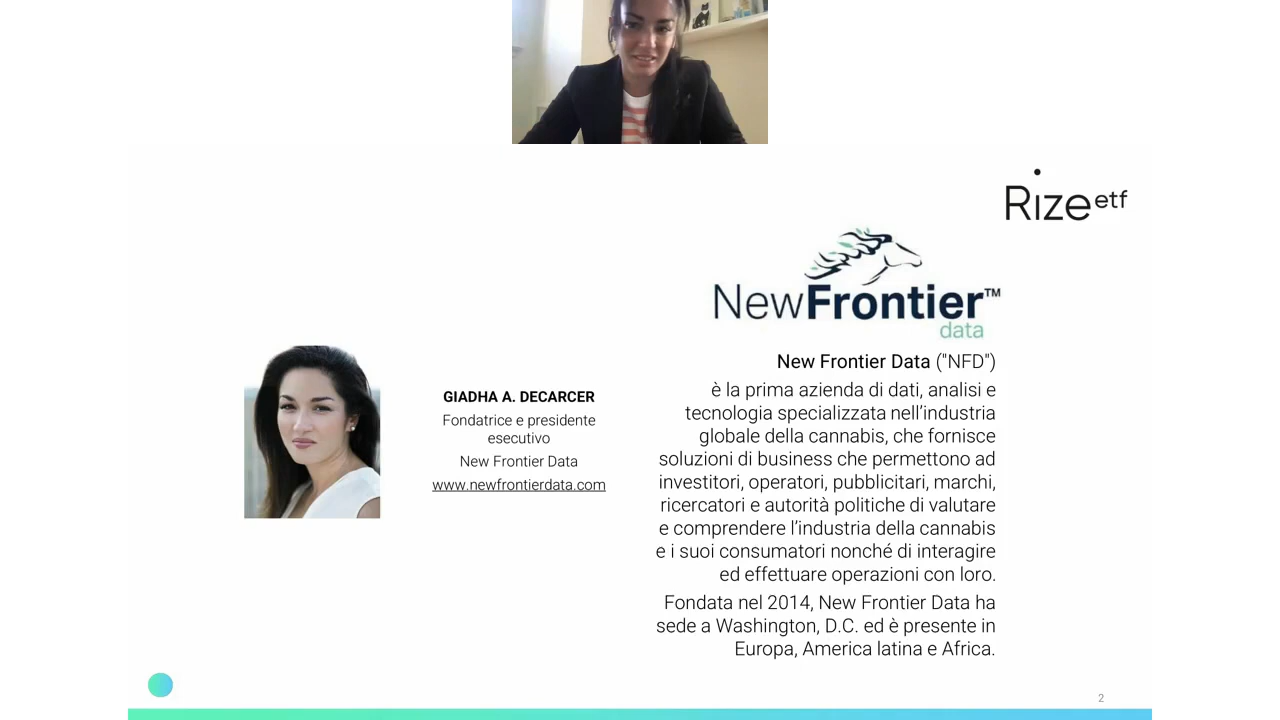 Rize etf
NewFrontier™
data
New Frontier Data ("NFD")
è la prima azienda di dati, analisi e
tecnologia specializzata nell’industria
globale della cannabis, che fornisce
soluzioni di business che permettono ad
investitori, operatori, pubblicitari, marchi,
ricercatori e autorità politiche di valutare
e comprendere l’industria della cannabis
e i suoi consumatori nonché di interagire
ed effettuare operazioni con loro.
Fondata nel 2014, New Frontier Data ha
sede a Washington, D.C. ed è presente in
Europa, America latina e Africa.
GIADHA A. DECARCER
Fondatrice e presidente
esecutivo
New Frontier Data
www.newfrontierdata.com
2